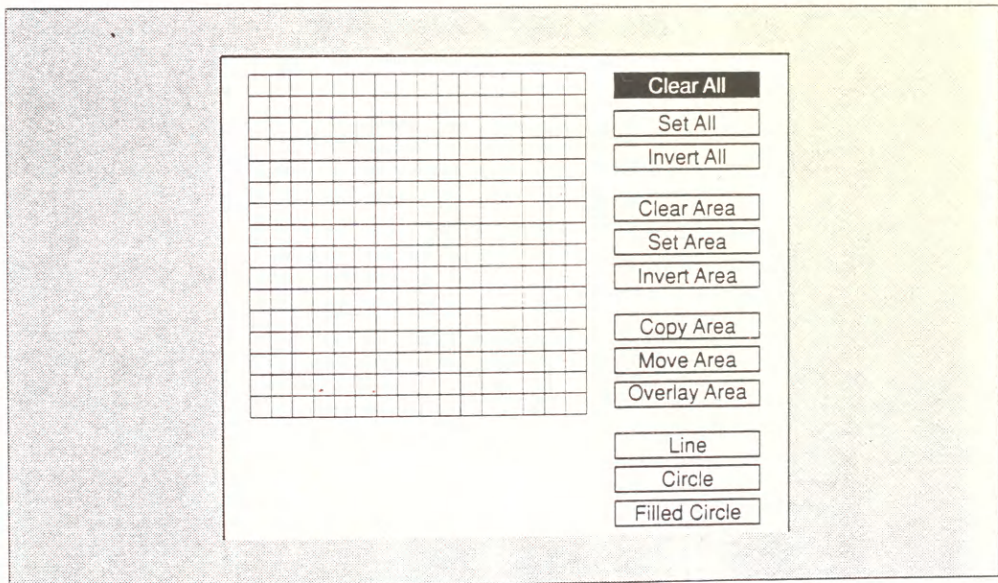 Clear All
Set All
Invert All
Clear Area
Set Area
Invert Area
Copy Area
Move Area
Overlay Area
Line
Circle
Filled Circle